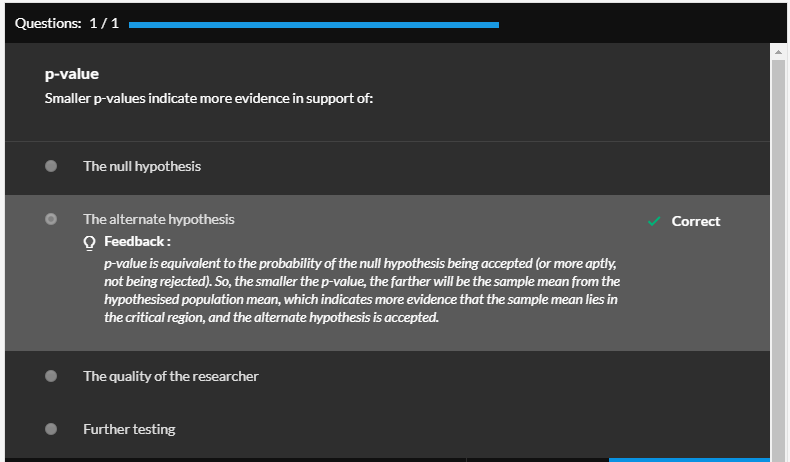 Questions: 1 / 1
p-value
Smaller p-values indicate more evidence in support of:
The null hypothesis
The alternate hypothesis
Correct
Feedback :
p-value is equivalent to the probability of the null hypothesis being accepted (or more aptly,
not being rejected). So, the smaller the p-value, the farther will be the sample mean from the
hypothesised population mean, which indicates more evidence that the sample mean lies in
the critical region, and the alternate hypothesis is accepted.
The quality of the researcher
Further testing